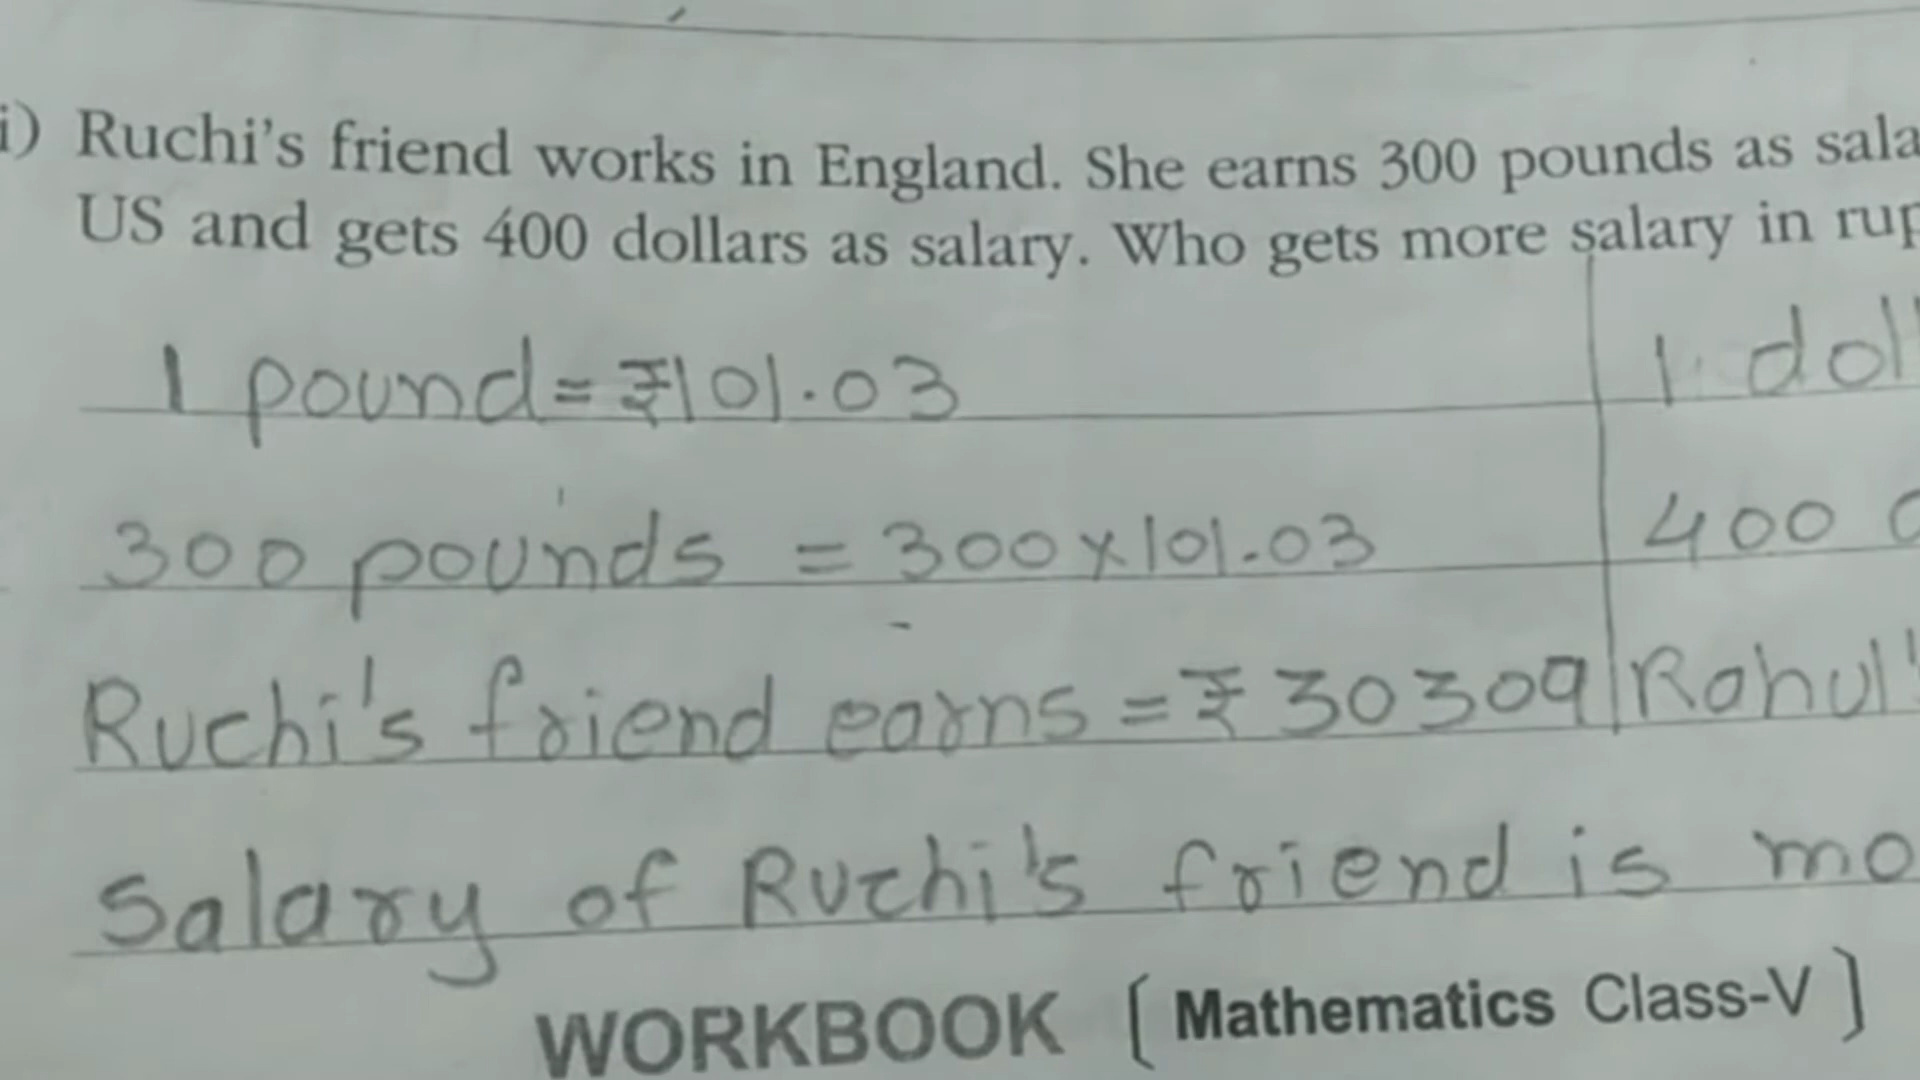 i) Ruchi's friend works in England. She earns 300 pounds as sala
US and gets 400 dollars as salary. Who gets more salary in rup
1 pound = ₹101.03
1 doll
300 pounds = 300 x 101.03
400
Ruchi's friend earns = ₹ 30309
Rahul'
Salary of Ruchi's friend is mo
WORKBOOK [ Mathematics Class-V ]